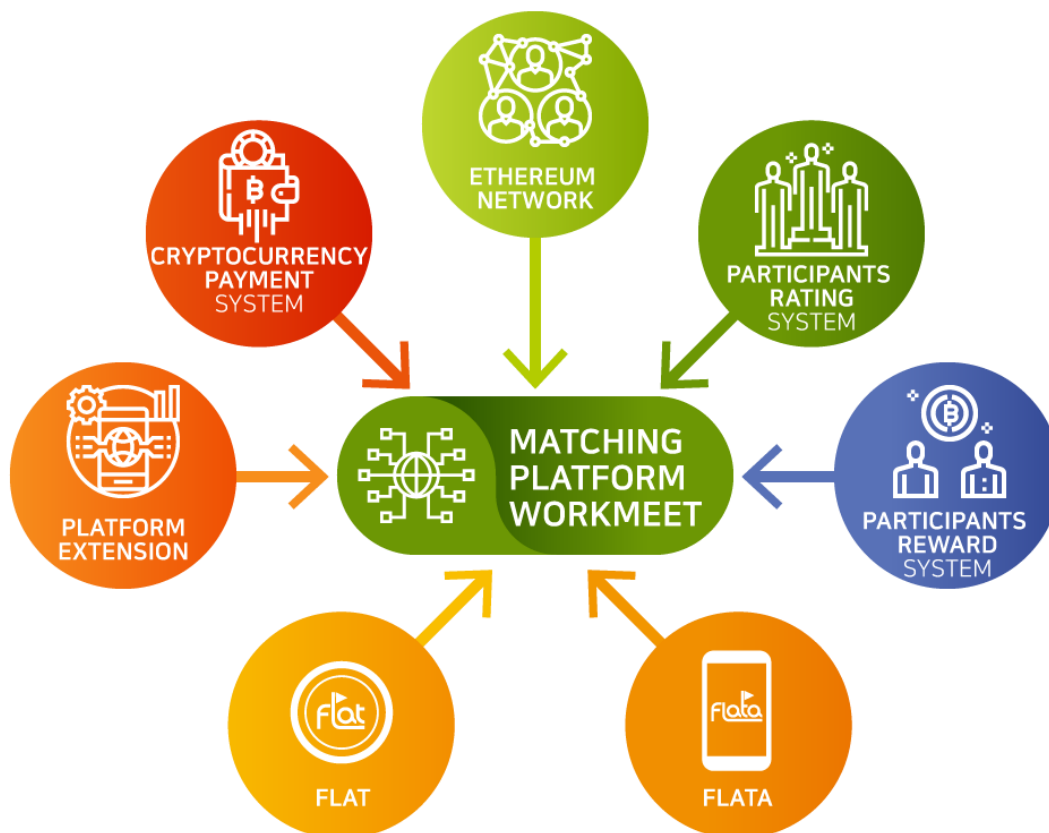 ETHEREUM
NETWORK
CRYPTOCURRENCY
PAYMENT
SYSTEM
PARTICIPANTS
RATING
SYSTEM
MATCHING
PLATFORM
WORKMEET
PLATFORM
EXTENSION
PARTICIPANTS
REWARD
SYSTEM
flat
FLAT
Flata
FLATA